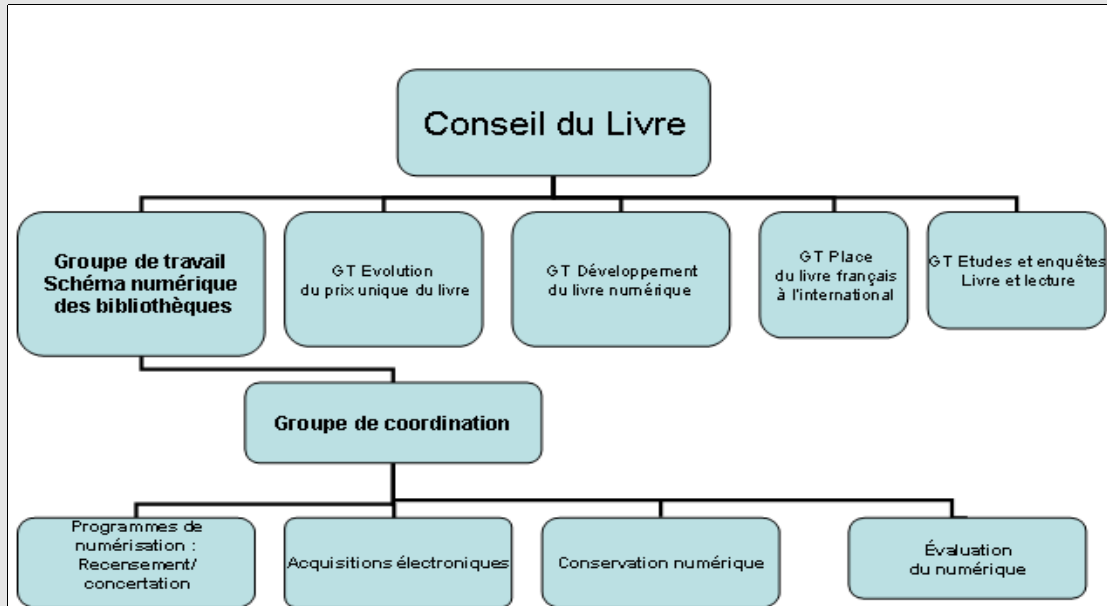 Conseil du Livre
Groupe de travail
Schéma numérique
des bibliothèques
GT Evolution
du prix unique du livre
GT Développement
du livre numérique
GT Place
du livre français
à l'international
GT Etudes et enquêtes
Livre et lecture
Groupe de coordination
Programmes de
numérisation :
Recensement/
concertation
Acquisitions électroniques
Conservation numérique
Évaluation
du numérique